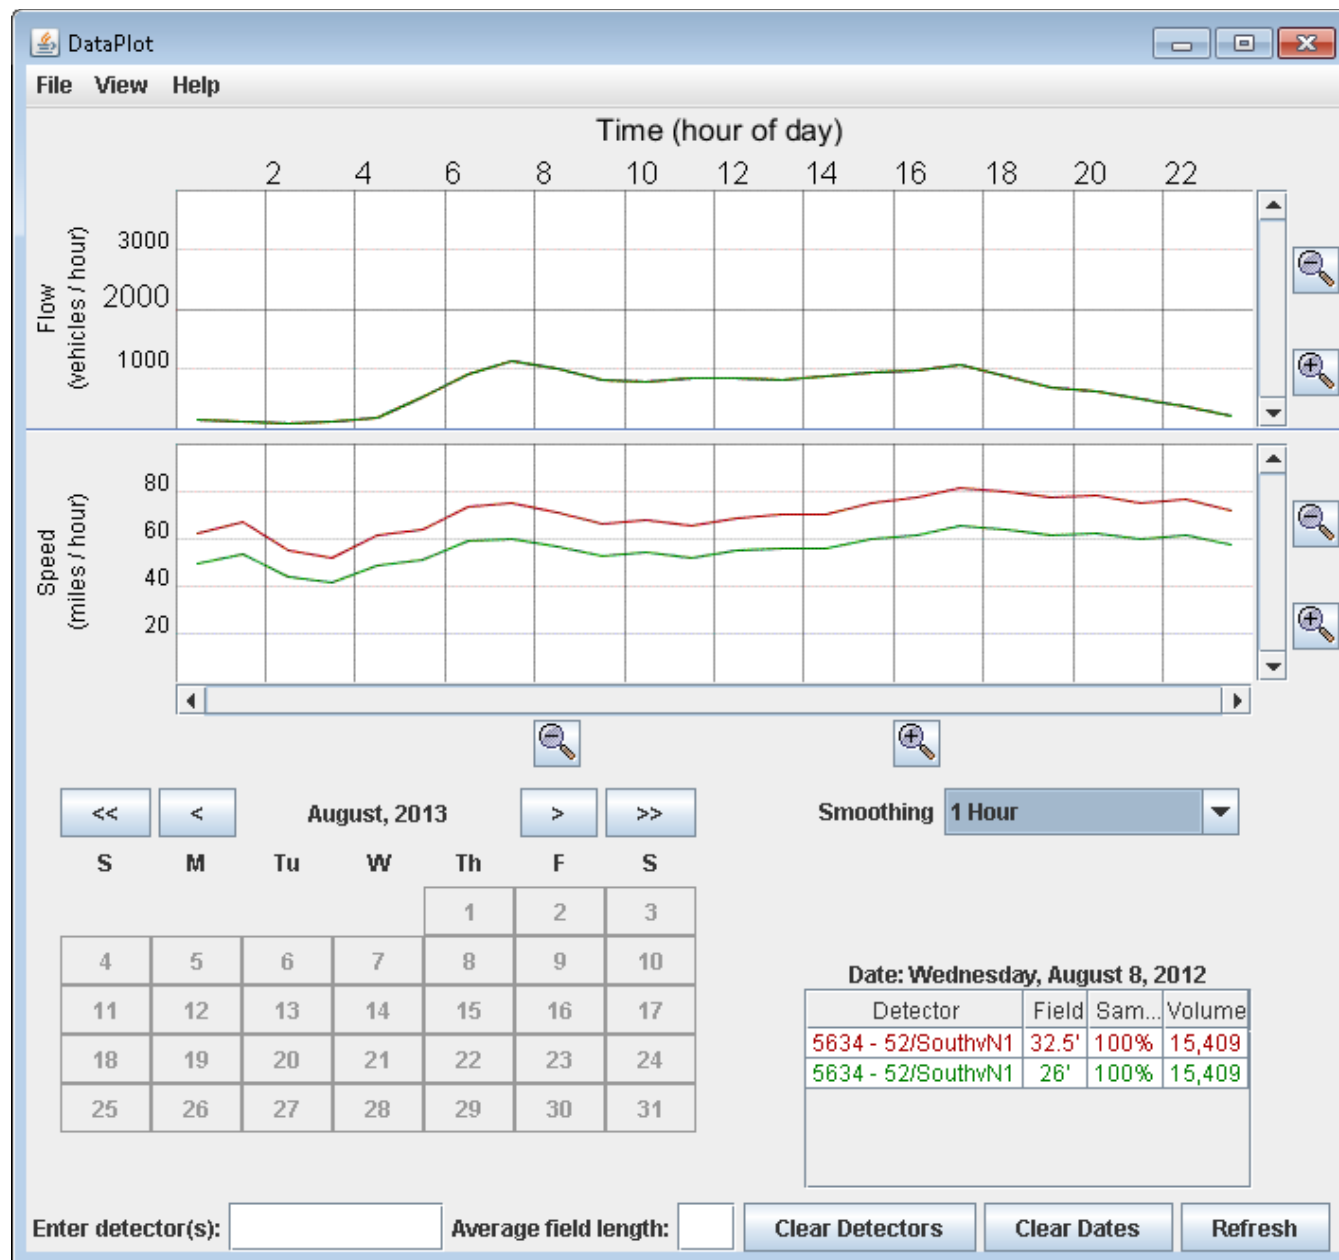 DataPlot
File View Help
Time (hour of day)
2 4 6 8 10 12 14 16 18 20 22
Flow
(vehicles / hour)
3000
2000
1000
Speed
(miles / hour)
80
60
40
20
<< < August, 2013 > >>
Smoothing 1 Hour
S M Tu W Th F S
1 2 3
4 5 6 7 8 9 10
11 12 13 14 15 16 17
18 19 20 21 22 23 24
25 26 27 28 29 30 31
Date: Wednesday, August 8, 2012
Detector Field Sam... Volume
5634 - 52/SouthvN1 32.5' 100% 15,409
5634 - 52/SouthvN1 26' 100% 15,409
Enter detector(s): Average field length: Clear Detectors Clear Dates Refresh